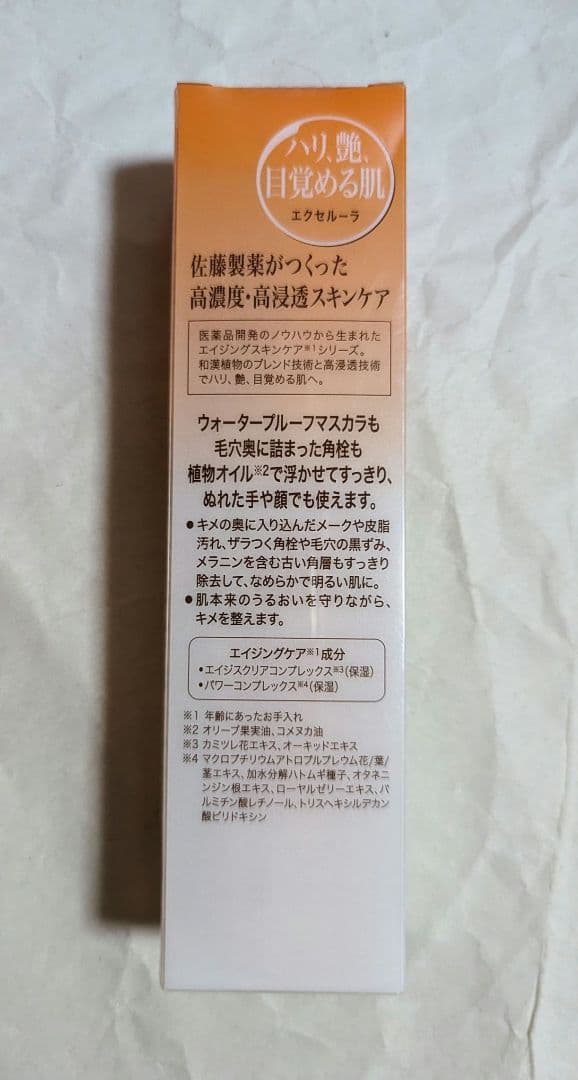 ハリ、艶、
目覚める肌
エクセルーラ
佐藤製薬がつくった
高濃度・高浸透スキンケア
医薬品開発のノウハウから生まれた
エイジングスキンケア※1シリーズ。
和漢植物のブレンド技術と高浸透技術
でハリ、艶、目覚める肌へ。
ウォータープルーフマスカラも
毛穴奥に詰まった角栓も
植物オイル※2で浮かせてすっきり、
ぬれた手や顔でも使えます。
●キメの奥に入り込んだメークや皮脂
汚れ、ザラつく角栓や毛穴の黒ずみ、
メラニンを含む古い角層もすっきり
除去して、なめらかで明るい肌に。
●肌本来のうるおいを守りながら、
キメを整えます。
エイジングケア※1成分
・エイジスクリアコンプレックス※3(保湿)
・パワーコンプレックス※4(保湿)
※1 年齢にあったお手入れ
※2 オリーブ果実油、コメヌカ油
※3 カミツレ花エキス、オーキッドエキス
※4 マクロプチリウムアトロプルプレウム花/葉/
茎エキス、加水分解ハトムギ種子、オタネニ
ンジン根エキス、ローヤルゼリーエキス、パ
ルミチン酸レチノール、トリスヘキシルデカン
酸ピリドキシン